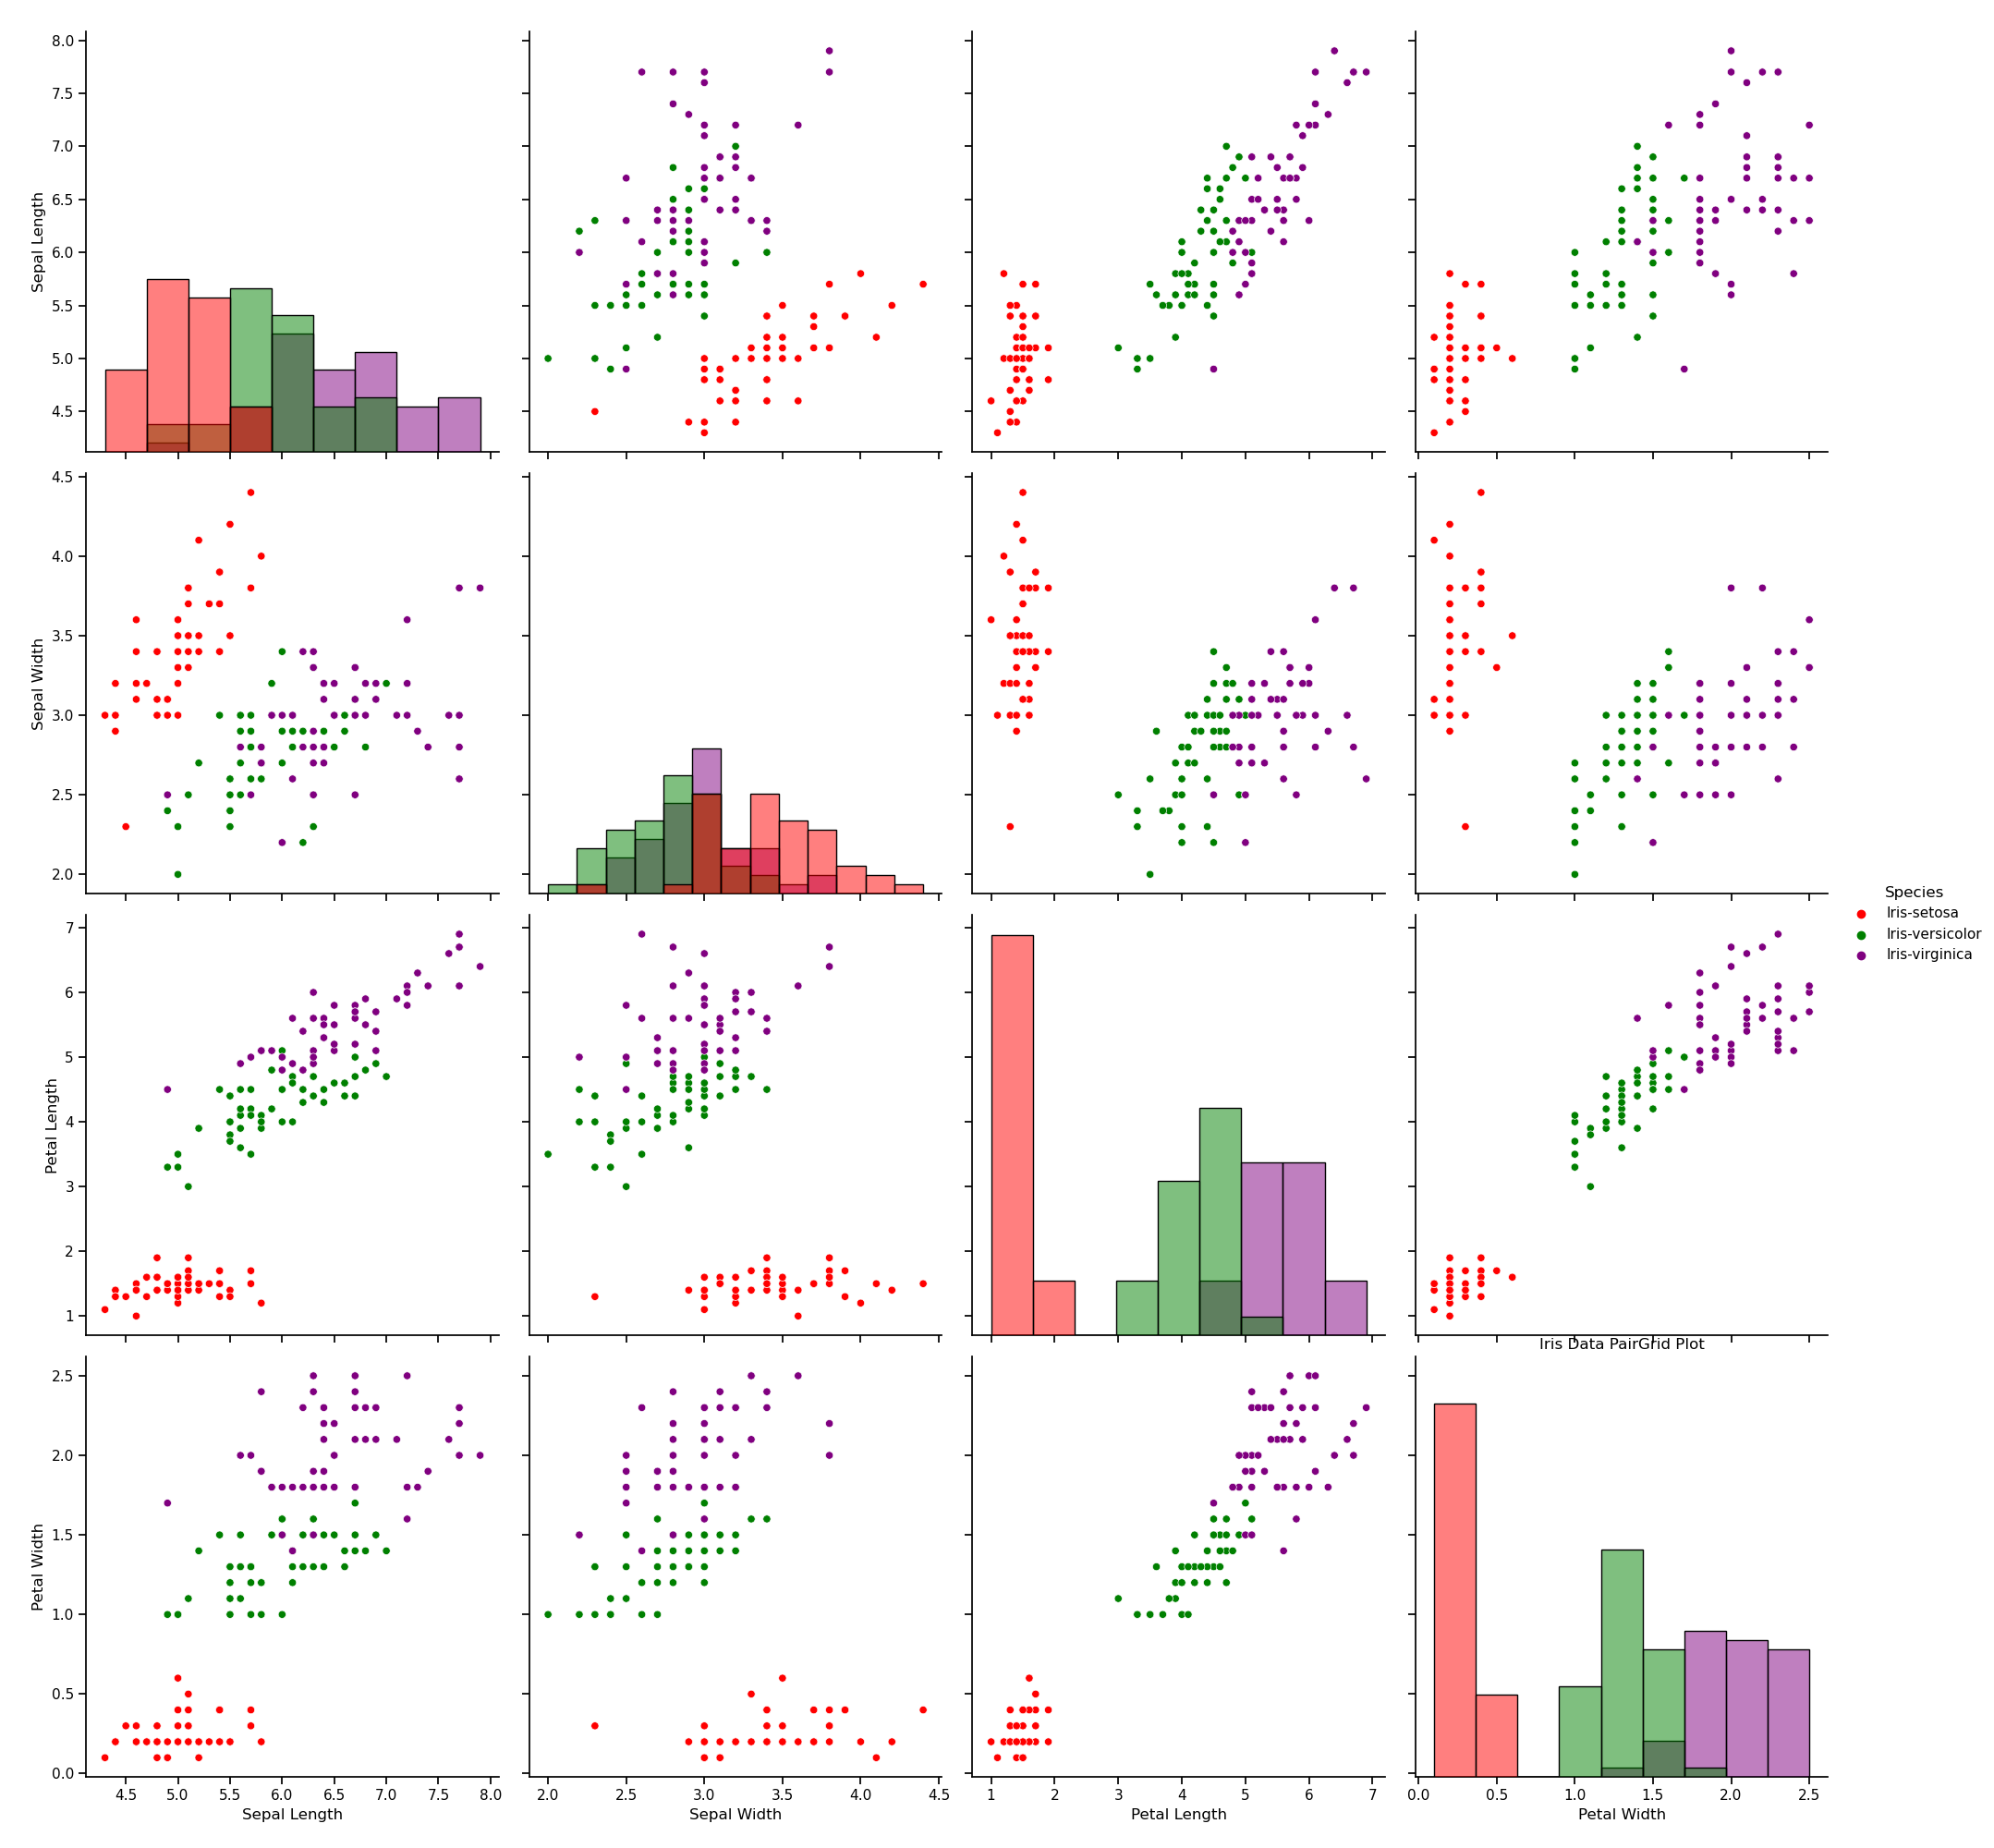 8.0
7.5
7.0
6.5
6.0
5.5
5.0
4.5
Sepal Length
4.5
4.0
3.5
3.0
2.5
2.0
Sepal Width
Species
Iris-setosa
Iris-versicolor
Iris-virginica
7
6
5
4
3
2
1
Petal Length
Iris Data PairGrid Plot
2.5
2.0
1.5
1.0
0.5
0.0
Petal Width
4.5 5.0 5.5 6.0 6.5 7.0 7.5 8.0
Sepal Length
2.0 2.5 3.0 3.5 4.0 4.5
Sepal Width
1 2 3 4 5 6 7
Petal Length
0.0 0.5 1.0 1.5 2.0 2.5
Petal Width